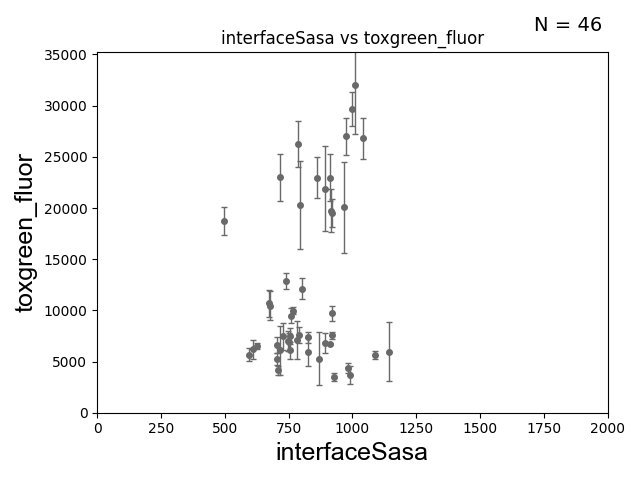 N = 46
interfaceSasa vs toxgreen_fluor
35000
30000
25000
20000
15000
10000
5000
0
toxgreen_fluor
0 250 500 750 1000 1250 1500 1750 2000
interfaceSasa